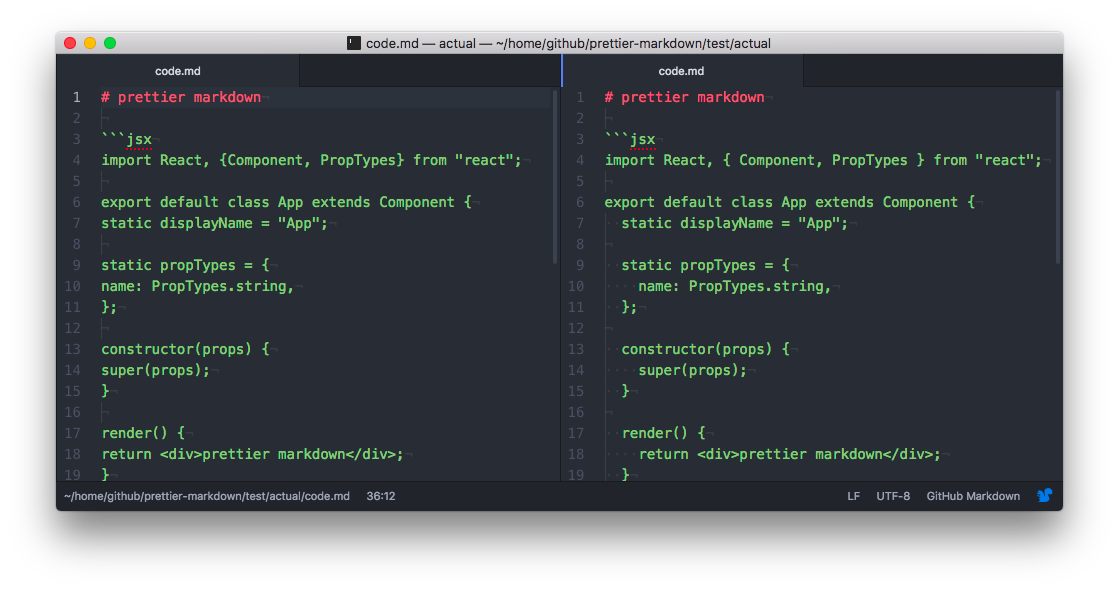 code.md — actual — ~/home/github/prettier-markdown/test/actual
code.md
1 # prettier markdown¬
2 ¬
3 ```jsx¬
4 import React, {Component, PropTypes} from "react";¬
5 ¬
6 export default class App extends Component {¬
7 static displayName = "App";¬
8 ¬
9 static propTypes = {¬
10 name: PropTypes.string,¬
11 };¬
12 ¬
13 constructor(props) {¬
14 super(props);¬
15 }¬
16 ¬
17 render() {¬
18 return <div>prettier markdown</div>;¬
19 }¬
code.md
1 # prettier markdown¬
2 ¬
3 ```jsx¬
4 import React, { Component, PropTypes } from "react";¬
5 ¬
6 export default class App extends Component {¬
7 ··static displayName = "App";¬
8 ¬
9 ··static propTypes = {¬
10 ····name: PropTypes.string,¬
11 ··};¬
12 ¬
13 ··constructor(props) {¬
14 ····super(props);¬
15 ··}¬
16 ¬
17 ··render() {¬
18 ····return <div>prettier markdown</div>;¬
19 ··}¬
~/home/github/prettier-markdown/test/actual/code.md 36:12 LF UTF-8 GitHub Markdown